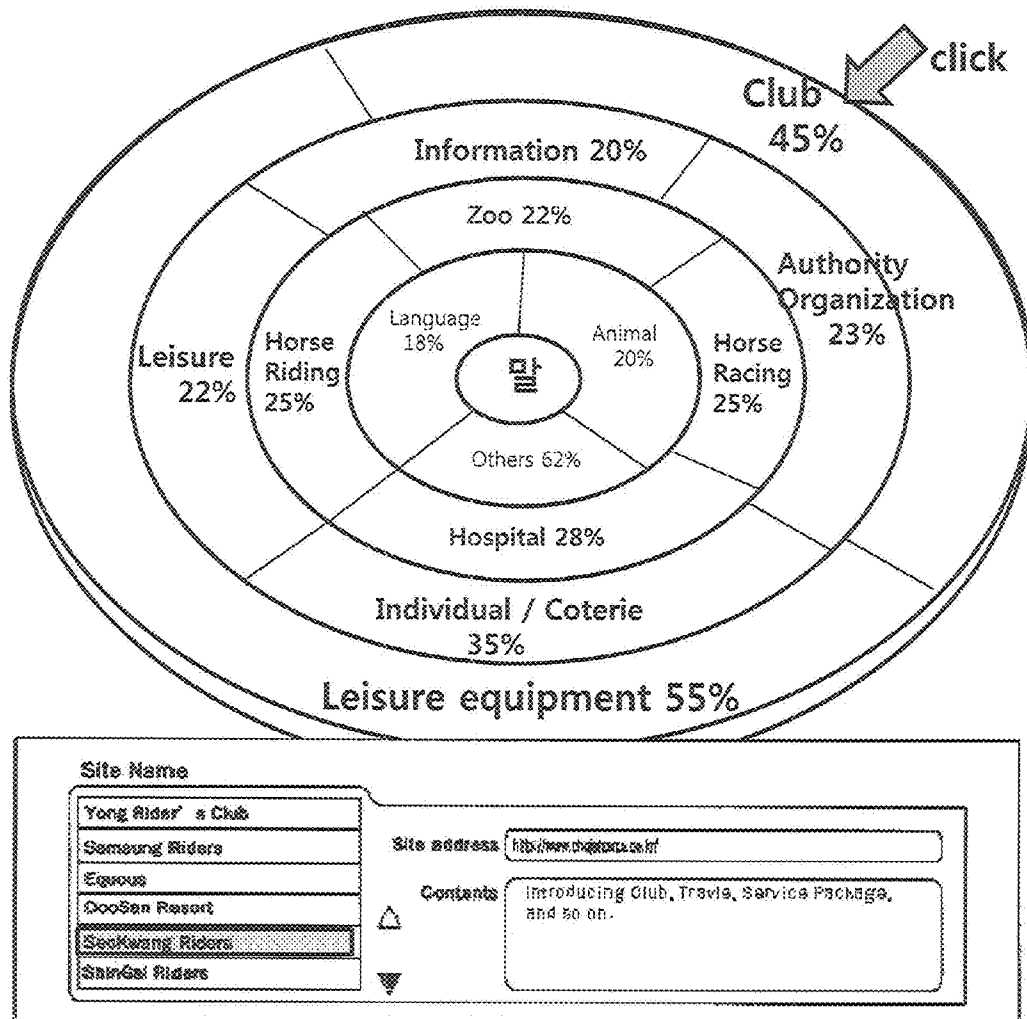 click
Club
45%
Information 20%
Zoo 22%
Authority
Organization
23%
Language
18%
Animal
20%
Horse
Riding
25%
Horse
Racing
25%
Leisure
22%
말
Others 62%
Hospital 28%
Individual / Coterie
35%
Leisure equipment 55%
Site Name
Yong Rider' s Club
Samsung Riders
Equous
DooSan Resort
SeoKwang Riders
ShinGal Riders
Site address
Contents
Introducing Club, Travle, Service Package,
and so on.